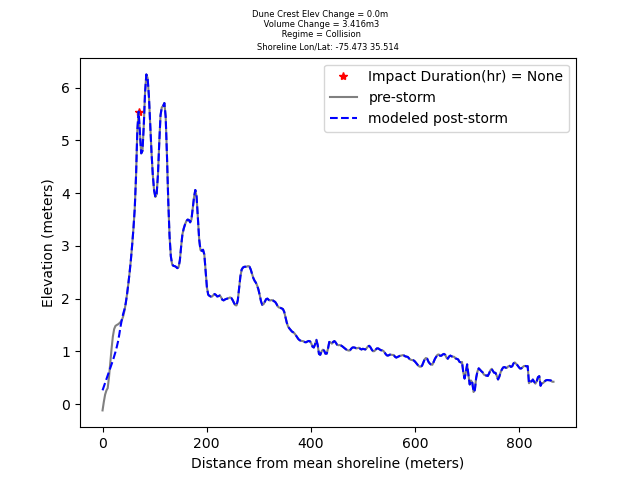 Dune Crest Elev Change = 0.0m
Volume Change = 3.416m3
Regime = Collision
Shoreline Lon/Lat: -75.473 35.514
Impact Duration(hr) = None
pre-storm
modeled post-storm
Elevation (meters)
6
5
4
3
2
1
0
0 200 400 600 800
Distance from mean shoreline (meters)